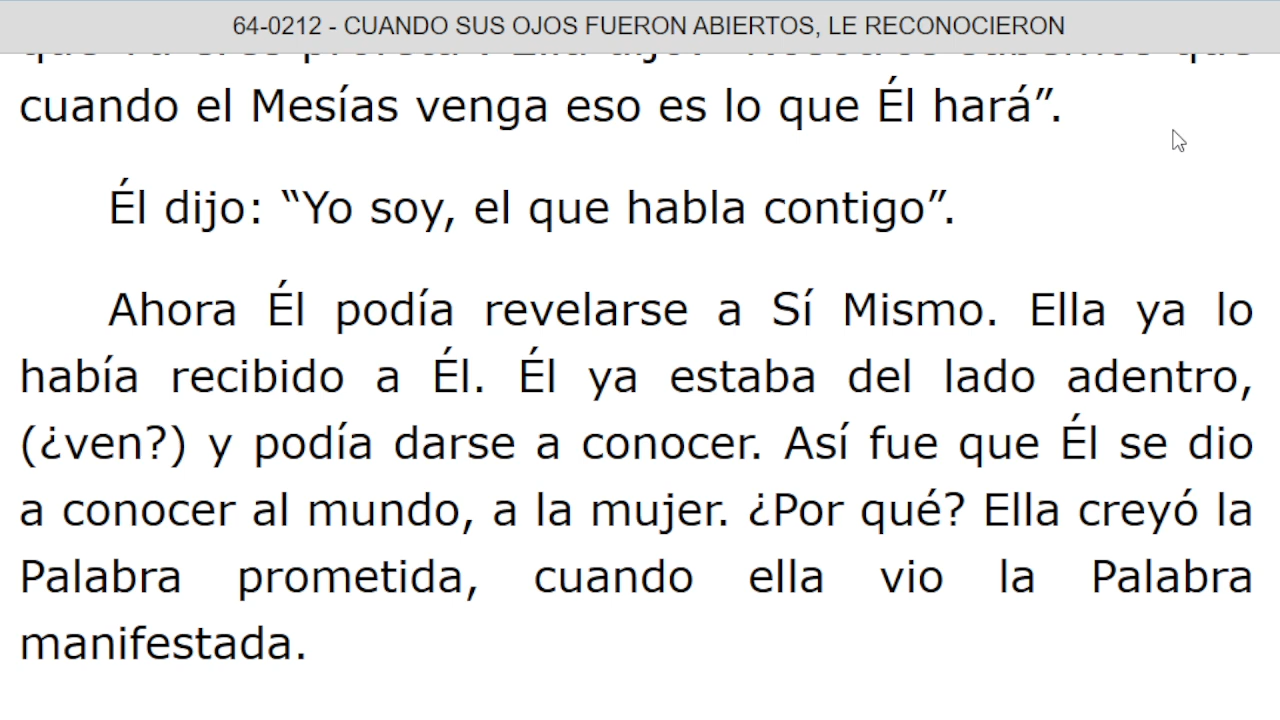 64-0212 - CUANDO SUS OJOS FUERON ABIERTOS, LE RECONOCIERON
cuando el Mesías venga eso es lo que Él hará”.
Él dijo: “Yo soy, el que habla contigo”.
Ahora Él podía revelarse a Sí Mismo. Ella ya lo
había recibido a Él. Él ya estaba del lado adentro,
(¿ven?) y podía darse a conocer. Así fue que Él se dio
a conocer al mundo, a la mujer. ¿Por qué? Ella creyó la
Palabra prometida, cuando ella vio la Palabra
manifestada.